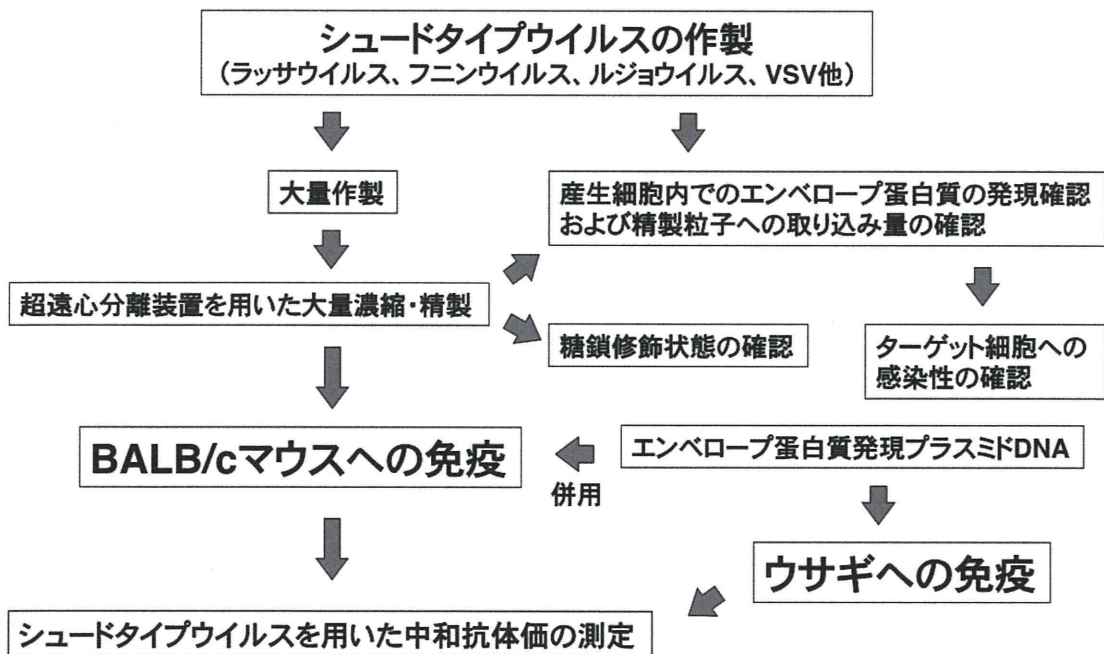 シュードタイプウイルスの作製
（ラッサウイルス、フニンウイルス、ルジョウイルス、VSV他）
大量作製
産生細胞内でのエンベロープ蛋白質の発現確認
および精製粒子への取り込み量の確認
超遠心分離装置を用いた大量濃縮・精製
糖鎖修飾状態の確認
ターゲット細胞への
感染性の確認
BALB/cマウスへの免疫
エンベロープ蛋白質発現プラスミドDNA
併用
ウサギへの免疫
シュードタイプウイルスを用いた中和抗体価の測定